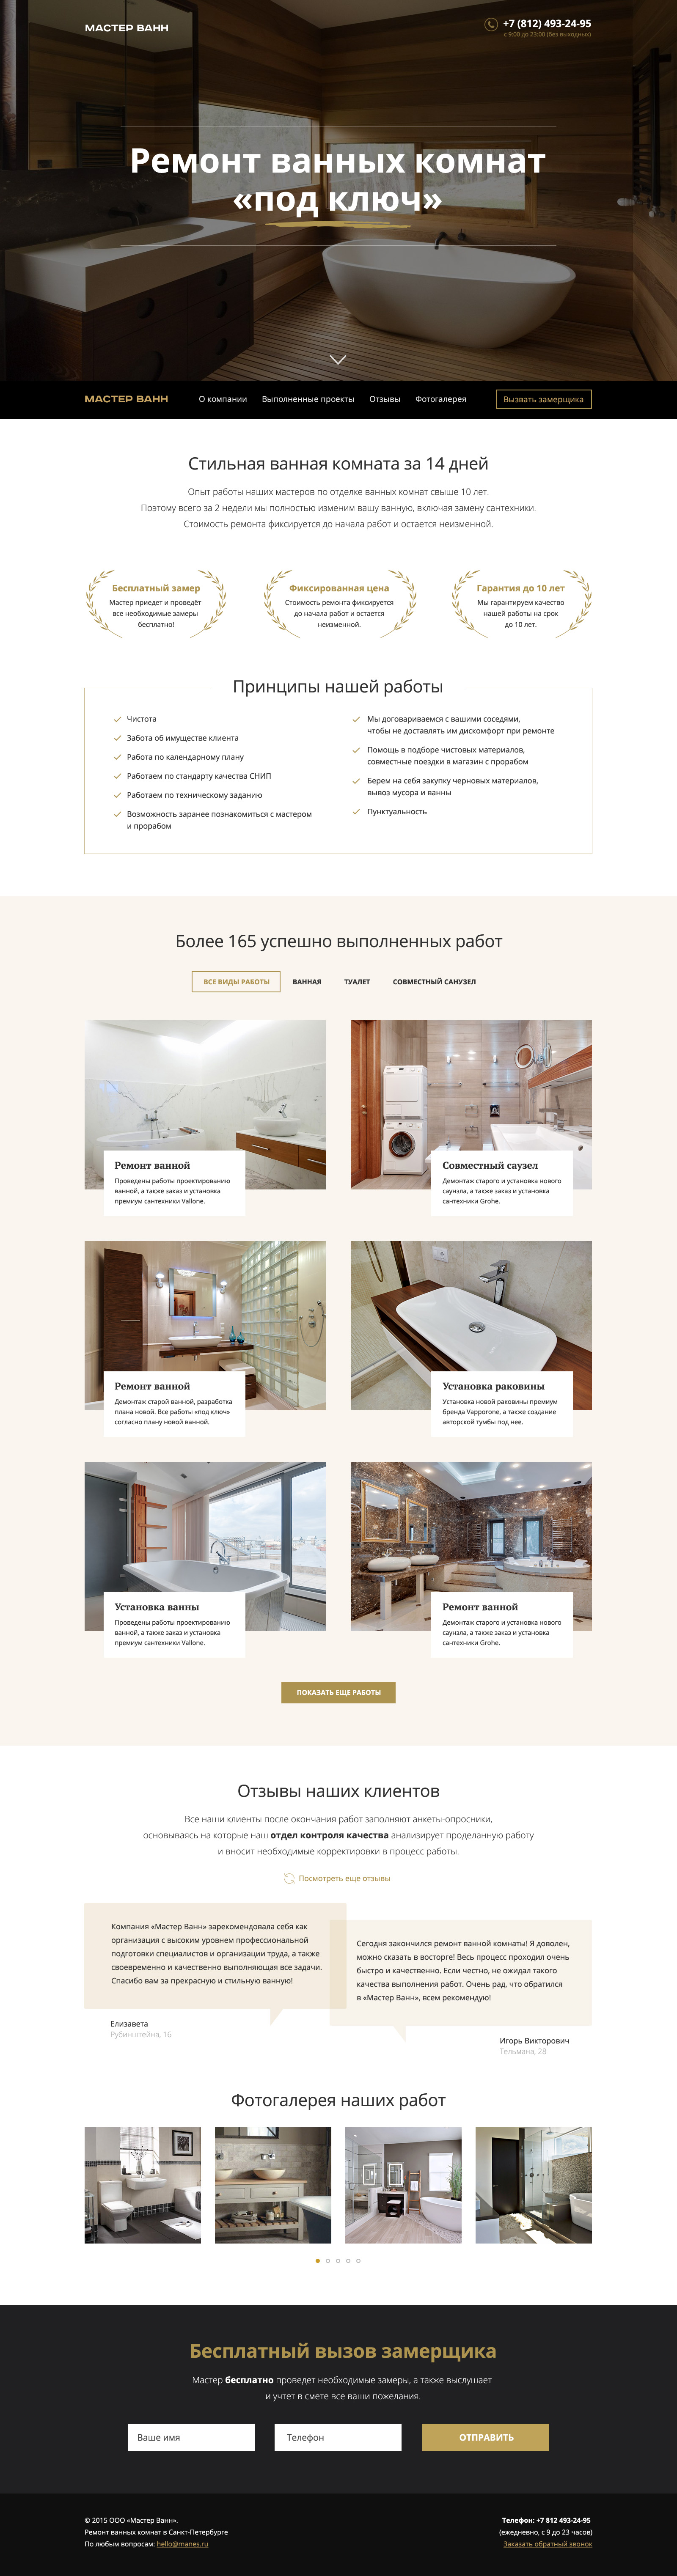 МАСТЕР ВАНН
+7 (812) 493-24-95
с 9:00 до 23:00 (без выходных)
Ремонт ванных комнат
«под ключ»
МАСТЕР ВАНН
О компании
Выполненные проекты
Отзывы
Фотогалерея
Вызвать замерщика
Стильная ванная комната за 14 дней
Опыт работы наших мастеров по отделке ванных комнат свыше 10 лет.
Поэтому всего за 2 недели мы полностью изменим вашу ванную, включая замену сантехники.
Стоимость ремонта фиксируется до начала работ и остается неизменной.
Бесплатный замер
Мастер приедет и проведёт
все необходимые замеры
бесплатно!
Фиксированная цена
Стоимость ремонта фиксируется
до начала работ и остается
неизменной.
Гарантия до 10 лет
Мы гарантируем качество
нашей работы на срок
до 10 лет.
Принципы нашей работы
Чистота
Забота об имуществе клиента
Работа по календарному плану
Работаем по стандарту качества СНИП
Работаем по техническому заданию
Возможность заранее познакомиться с мастером
и прорабом
Мы договариваемся с вашими соседями,
чтобы не доставлять им дискомфорт при ремонте
Помощь в подборе чистовых материалов,
совместные поездки в магазин с прорабом
Берем на себя закупку черновых материалов,
вывоз мусора и ванны
Пунктуальность
Более 165 успешно выполненных работ
ВСЕ ВИДЫ РАБОТЫ
ВАННАЯ
ТУАЛЕТ
СОВМЕСТНЫЙ САНУЗЕЛ
Ремонт ванной
Проведены работы проектированию
ванной, а также заказ и установка
премиум сантехники Vallone.
Совместный саузел
Демонтаж старого и установка нового
саунзла, а также заказ и установка
сантехники Grohe.
Ремонт ванной
Демонтаж старой ванной, разработка
плана новой. Все работы «под ключ»
согласно плану новой ванной.
Установка раковины
Установка новой раковины премиум
бренда Vapporone, а также создание
авторской тумбы под нее.
Установка ванны
Проведены работы проектированию
ванной, а также заказ и установка
премиум сантехники Vallone.
Ремонт ванной
Демонтаж старого и установка нового
саунзла, а также заказ и установка
сантехники Grohe.
ПОКАЗАТЬ ЕЩЕ РАБОТЫ
Отзывы наших клиентов
Все наши клиенты после окончания работ заполняют анкеты-опросники,
основываясь на которые наш отдел контроля качества анализирует проделанную работу
и вносит необходимые корректировки в процесс работы.
Посмотреть еще отзывы
Компания «Мастер Ванн» зарекомендовала себя как
организация с высоким уровнем профессиональной
подготовки специалистов и организации труда, а также
своевременно и качественно выполняющая все задачи.
Спасибо вам за прекрасную и стильную ванную!
Елизавета
Рубинштейна, 16
Сегодня закончился ремонт ванной комнаты! Я доволен,
можно сказать в восторге! Весь процесс проходил очень
быстро и качественно. Если честно, не ожидал такого
качества выполнения работ. Очень рад, что обратился
в «Мастер Ванн», всем рекомендую!
Игорь Викторович
Тельмана, 28
Фотогалерея наших работ
Бесплатный вызов замерщика
Мастер бесплатно проведет необходимые замеры, а также выслушает
и учтет в смете все ваши пожелания.
Ваше имя
Телефон
ОТПРАВИТЬ
© 2015 ООО «Мастер Ванн».
Ремонт ванных комнат в Санкт-Петербурге
По любым вопросам: hello@manes.ru
Телефон: +7 812 493-24-95
(ежедневно, с 9 до 23 часов)
Заказать обратный звонок